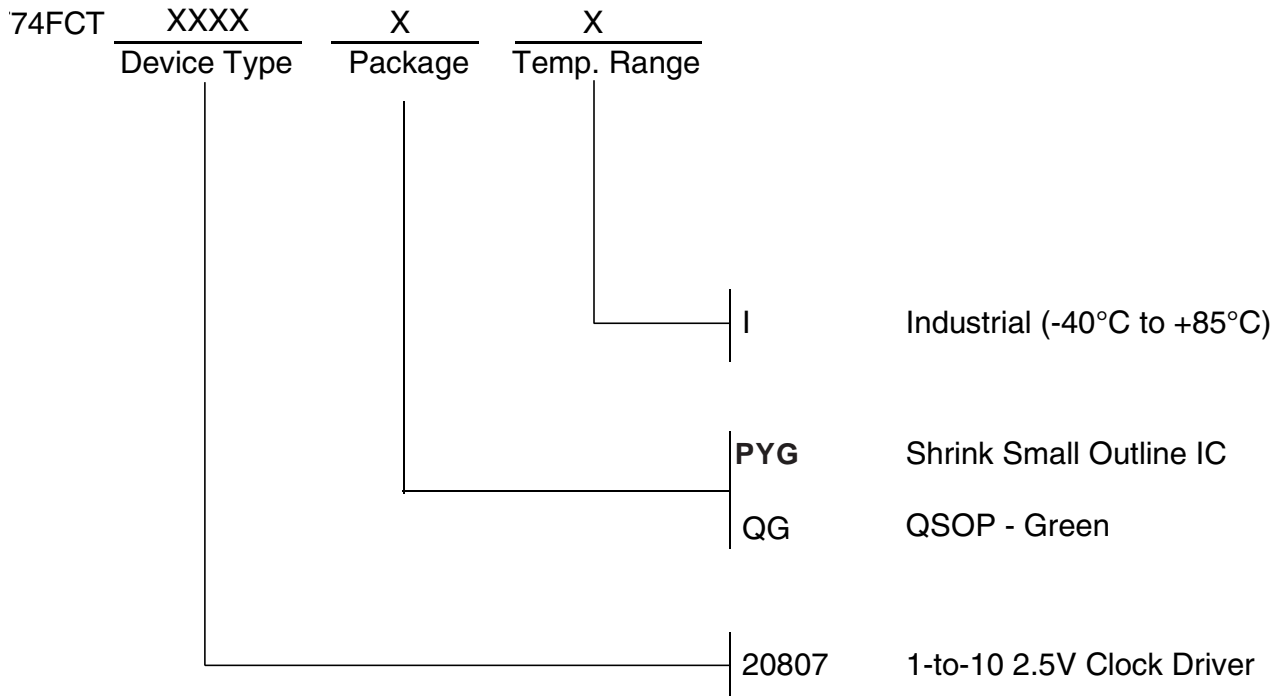 '74FCT XXXX X X
Device Type Package Temp. Range
I Industrial (-40°C to +85°C)
PYG Shrink Small Outline IC
QG QSOP - Green
20807 1-to-10 2.5V Clock Driver